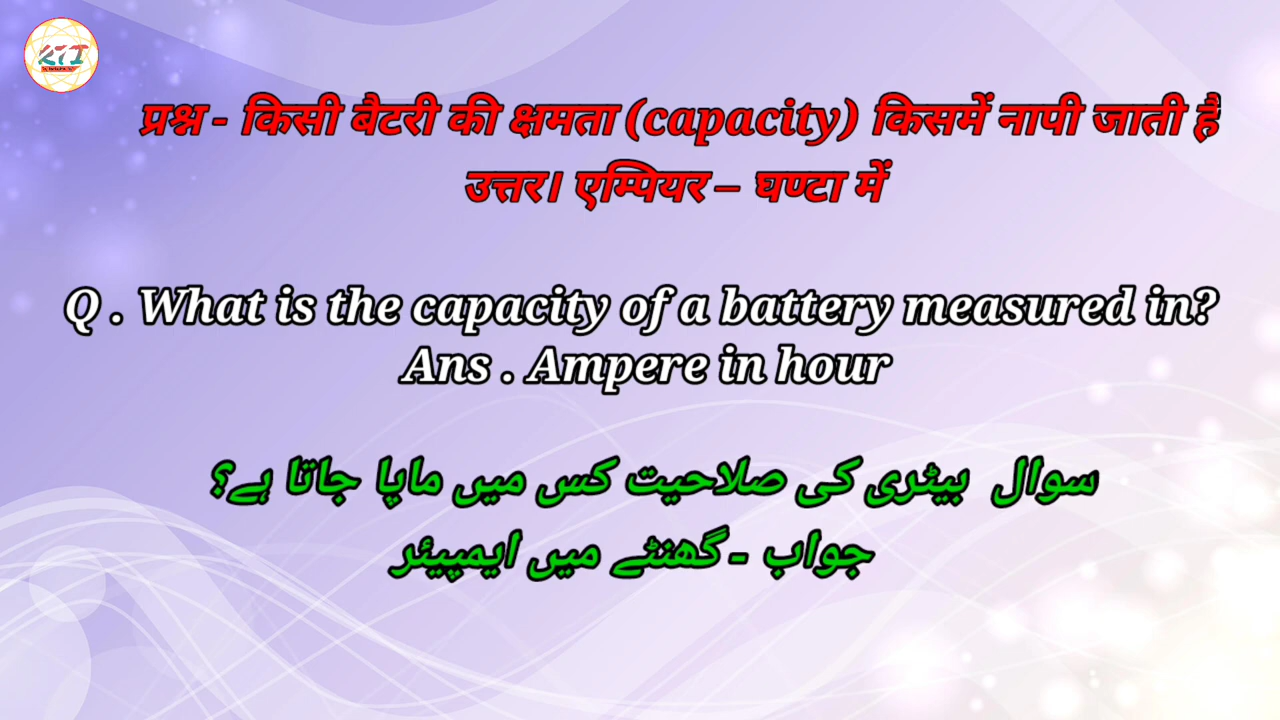 KTI
प्रश्न - किसी बैटरी की क्षमता (capacity) किसमें नापी जाती है
उत्तर। एम्पियर – घण्टा में
Q . What is the capacity of a battery measured in?
Ans . Ampere in hour
سوال بیٹری کی صلاحیت کس میں ماپا جاتا ہے؟
جواب - گھنٹے میں ایمپیئر